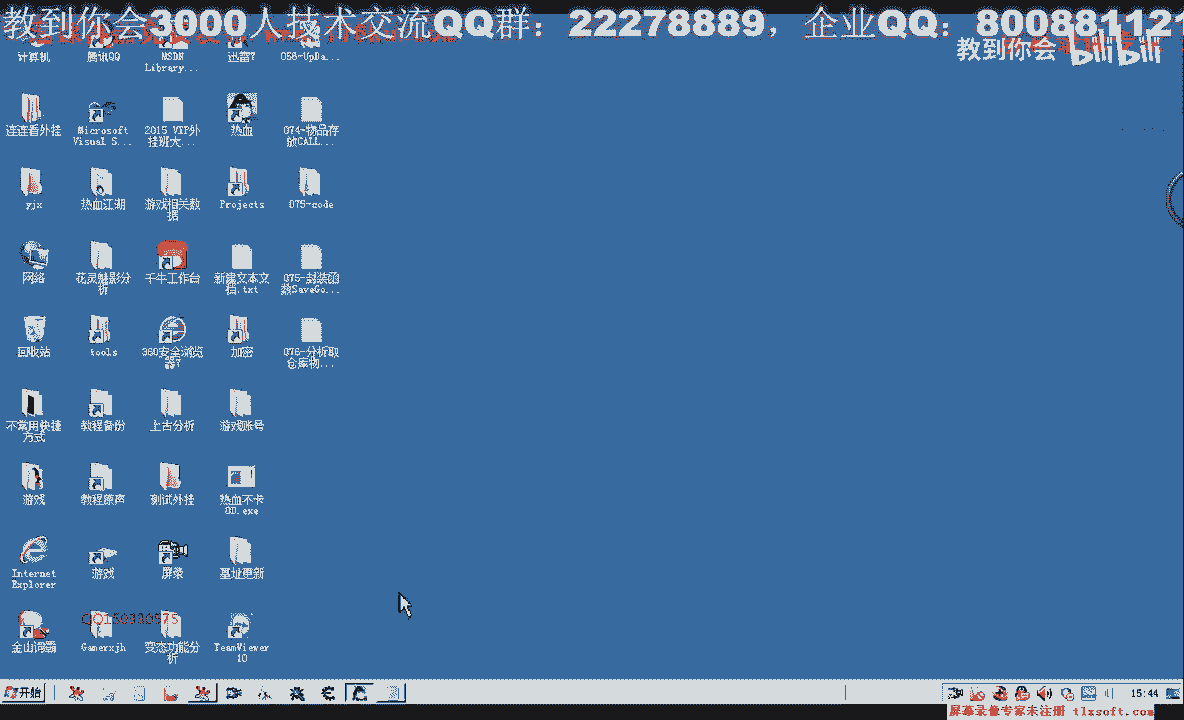 教到你会3000人技术交流QQ群：22278889，企业QQ：800881121
教到你会 bilibili
计算机
腾讯QQ
MSDN
Library...
迅雷7
058-UpDa...
连连看外挂
Microsoft
Visual S...
2015 VIP外
挂班大...
热血
074-物品存
放CALL...
yjx
热血江湖
游戏相关数
据
Projects
075-code
网络
花灵魅影分
析
千牛工作台
新建文本文
档.txt
075-封装函
数SaveGo...
回收站
tools
360安全浏览
器7
加密
076-分析取
仓库物...
不常用快捷
方式
教程备份
上古分析
游戏账号
游戏
教程原声
测试外挂
热血不卡
GD.exe
Internet
Explorer
游戏
屏录
基址更新
QQ150330575
金山词霸
Gamerxjh
变态功能分
析
TeamViewer
10
开始
15:44
屏幕录像专家未注册 tlxsoft.com